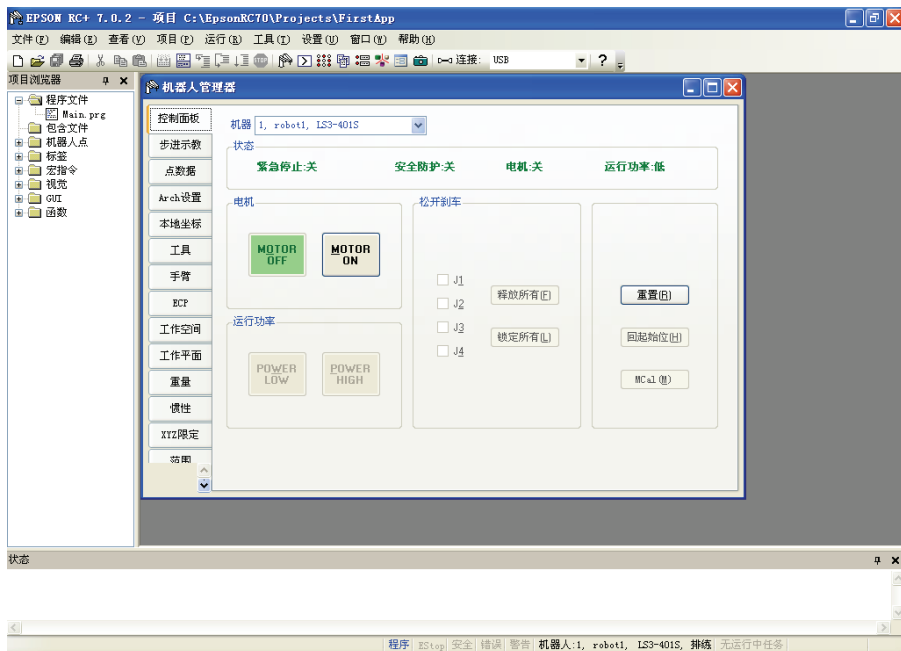 EPSON RC+ 7.0.2 - 项目 C:\EpsonRC70\Projects\FirstApp
文件(F) 编辑(E) 查看(V) 项目(P) 运行(R) 工具(T) 设置(U) 窗口(W) 帮助(H)
连接: USB
项目浏览器
程序文件
Main.prg
包含文件
机器人点
标签
宏指令
视觉
GUI
函数
机器人管理器
控制面板
步进示教
点数据
Arch设置
本地坐标
工具
手臂
ECP
工作空间
工作平面
重量
惯性
XYZ限定
范围
机器 1, robot1, LS3-401S
状态
紧急停止:关 安全防护:关 电机:关 运行功率:低
电机
MOTOR OFF
MOTOR ON
运行功率
POWER LOW
POWER HIGH
松开刹车
J1
J2
J3
J4
释放所有(F)
锁定所有(L)
重置(R)
回起始位(H)
MCal(M)
状态
程序 EStop 安全 错误 警告 机器人:1, robot1, LS3-401S, 排练 无运行中任务